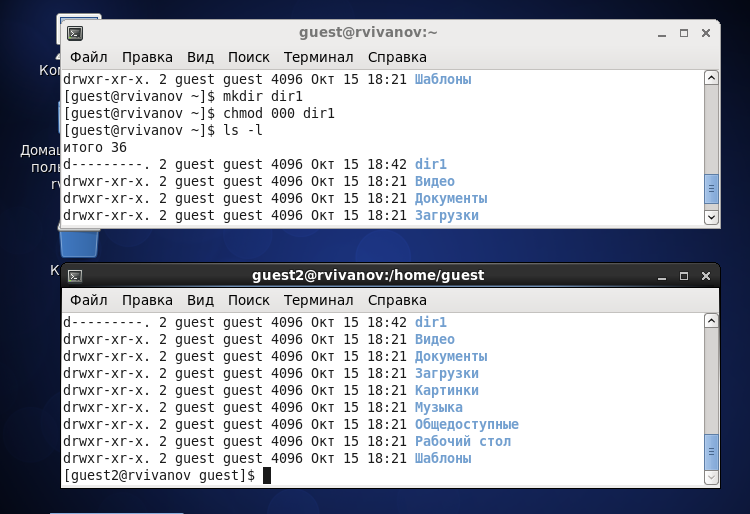 guest@rvivanov:~
Файл Правка Вид Поиск Терминал Справка
drwxr-xr-x. 2 guest guest 4096 Окт 15 18:21 Шаблоны
[guest@rvivanov ~]$ mkdir dir1
[guest@rvivanov ~]$ chmod 000 dir1
[guest@rvivanov ~]$ ls -l
итого 36
d---------. 2 guest guest 4096 Окт 15 18:42 dir1
drwxr-xr-x. 2 guest guest 4096 Окт 15 18:21 Видео
drwxr-xr-x. 2 guest guest 4096 Окт 15 18:21 Документы
drwxr-xr-x. 2 guest guest 4096 Окт 15 18:21 Загрузки
guest2@rvivanov:/home/guest
Файл Правка Вид Поиск Терминал Справка
d---------. 2 guest guest 4096 Окт 15 18:42 dir1
drwxr-xr-x. 2 guest guest 4096 Окт 15 18:21 Видео
drwxr-xr-x. 2 guest guest 4096 Окт 15 18:21 Документы
drwxr-xr-x. 2 guest guest 4096 Окт 15 18:21 Загрузки
drwxr-xr-x. 2 guest guest 4096 Окт 15 18:21 Картинки
drwxr-xr-x. 2 guest guest 4096 Окт 15 18:21 Музыка
drwxr-xr-x. 2 guest guest 4096 Окт 15 18:21 Общедоступные
drwxr-xr-x. 2 guest guest 4096 Окт 15 18:21 Рабочий стол
drwxr-xr-x. 2 guest guest 4096 Окт 15 18:21 Шаблоны
[guest2@rvivanov guest]$